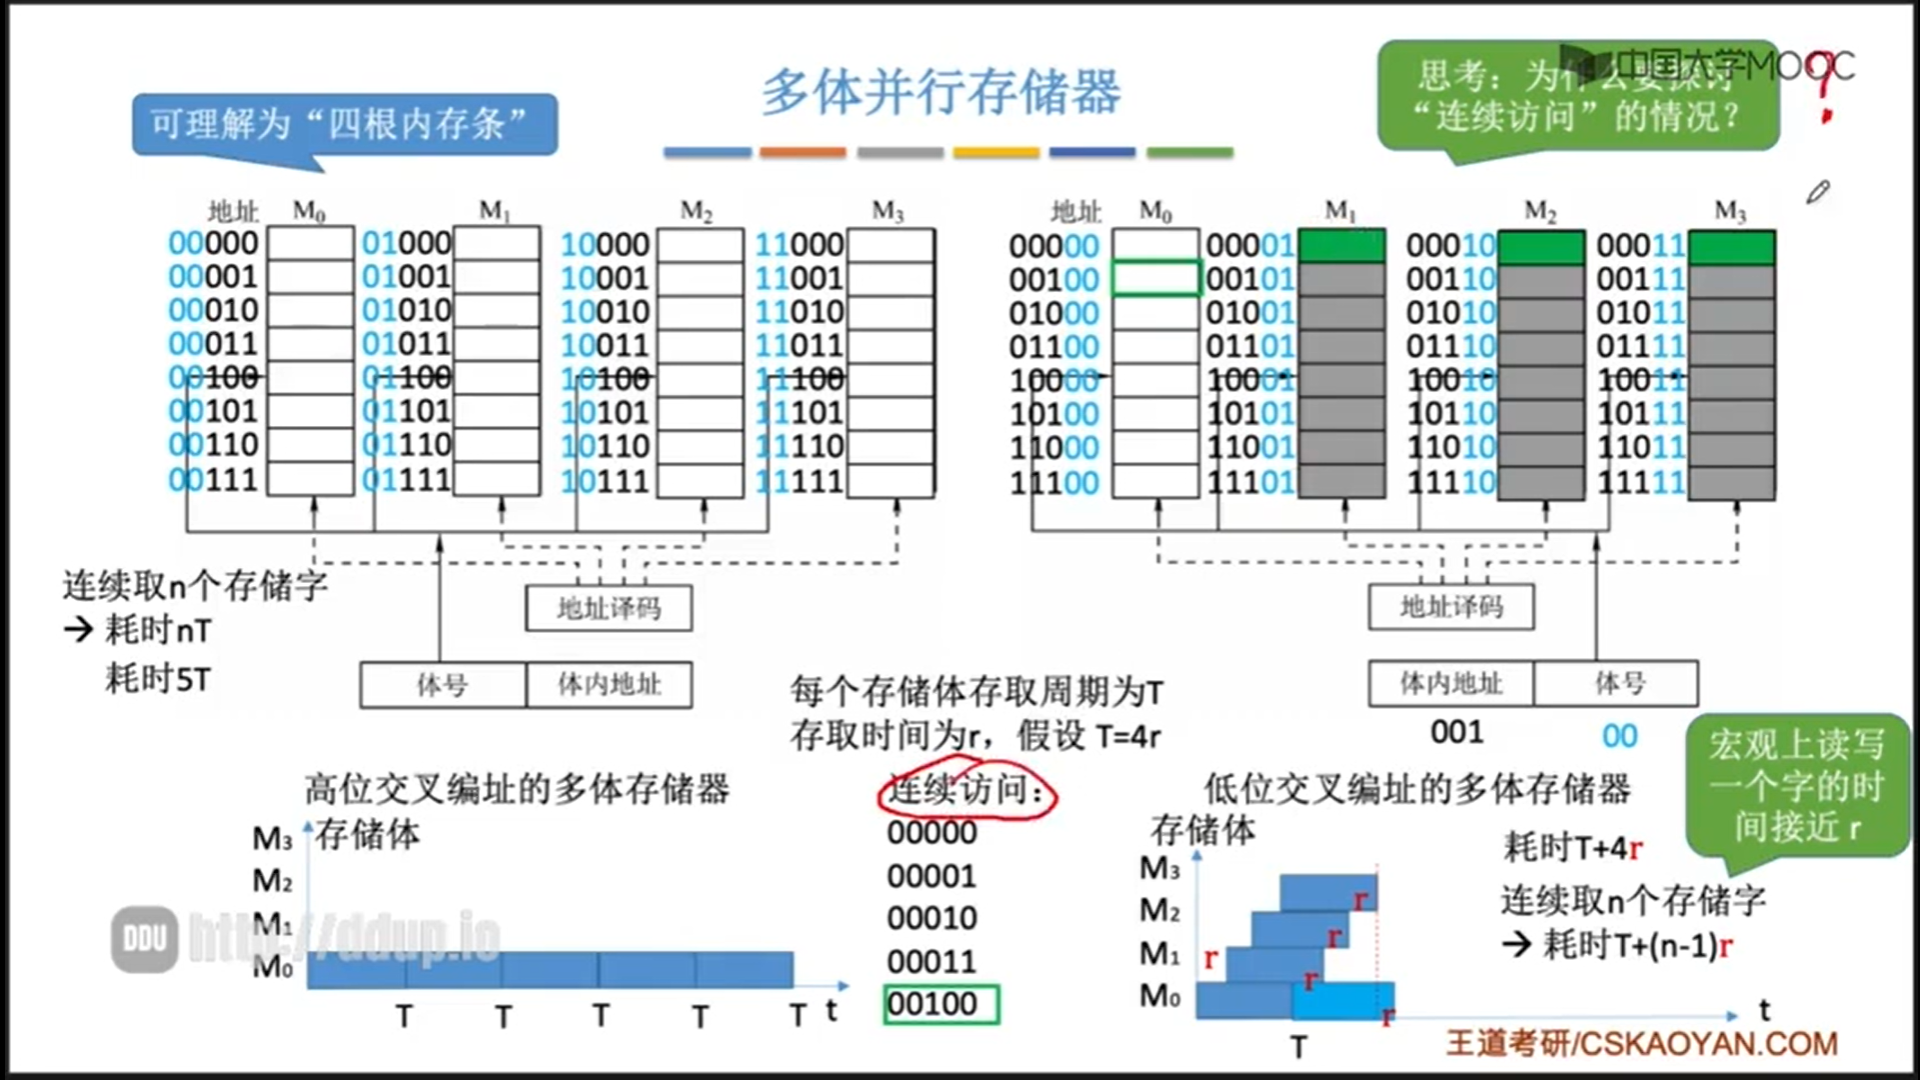 多体并行存储器
可理解为“四根内存条”
中国大学MOOC
思考：为什么要探讨
“连续访问”的情况？
?
地址 M₀ M₁ M₂ M₃
00000 01000 10000 11000
00001 01001 10001 11001
00010 01010 10010 11010
00011 01011 10011 11011
00100 01100 10100 11100
00101 01101 10101 11101
00110 01110 10110 11110
00111 01111 10111 11111
地址译码
体号 体内地址
连续取n个存储字
→ 耗时nT
耗时5T
地址 M₀ M₁ M₂ M₃
00000 00001 00010 00011
00100 00101 00110 00111
01000 01001 01010 01011
01100 01101 01110 01111
10000 10001 10010 10011
10100 10101 10110 10111
11000 11001 11010 11011
11100 11101 11110 11111
地址译码
体内地址 体号
001 00
每个存储体存取周期为T
存取时间为r，假设 T=4r
宏观上读写
一个字的时
间接近 r
高位交叉编址的多体存储器
存储体
M₃
M₂
M₁
M₀
T T T T T t
连续访问：
00000
00001
00010
00011
00100
低位交叉编址的多体存储器
存储体
M₃
M₂
M₁
M₀
r
r
r
r
r
T
t
耗时T+4r
连续取n个存储字
→ 耗时T+(n-1)r
DDU http://ddup.io
王道考研/CSKAOYAN.COM